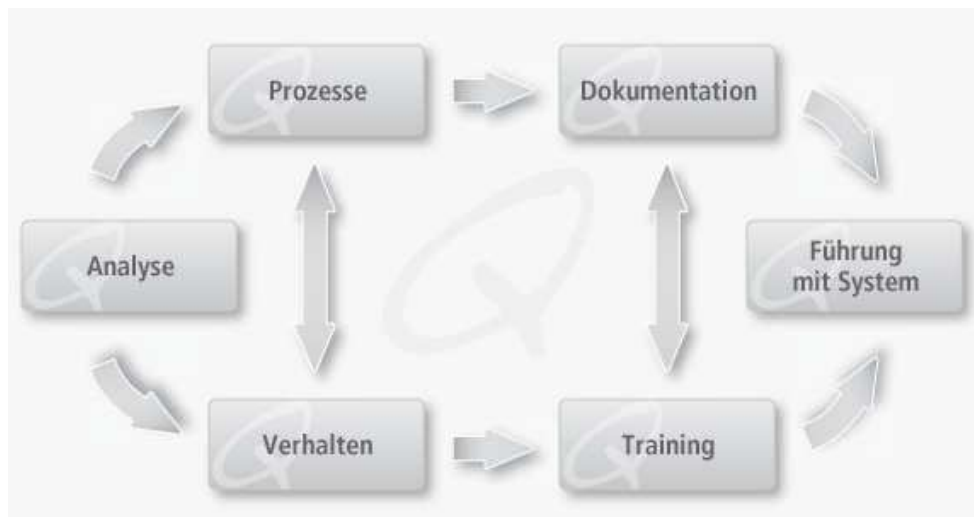 Prozesse
Dokumentation
Analyse
Führung
mit System
Verhalten
Training